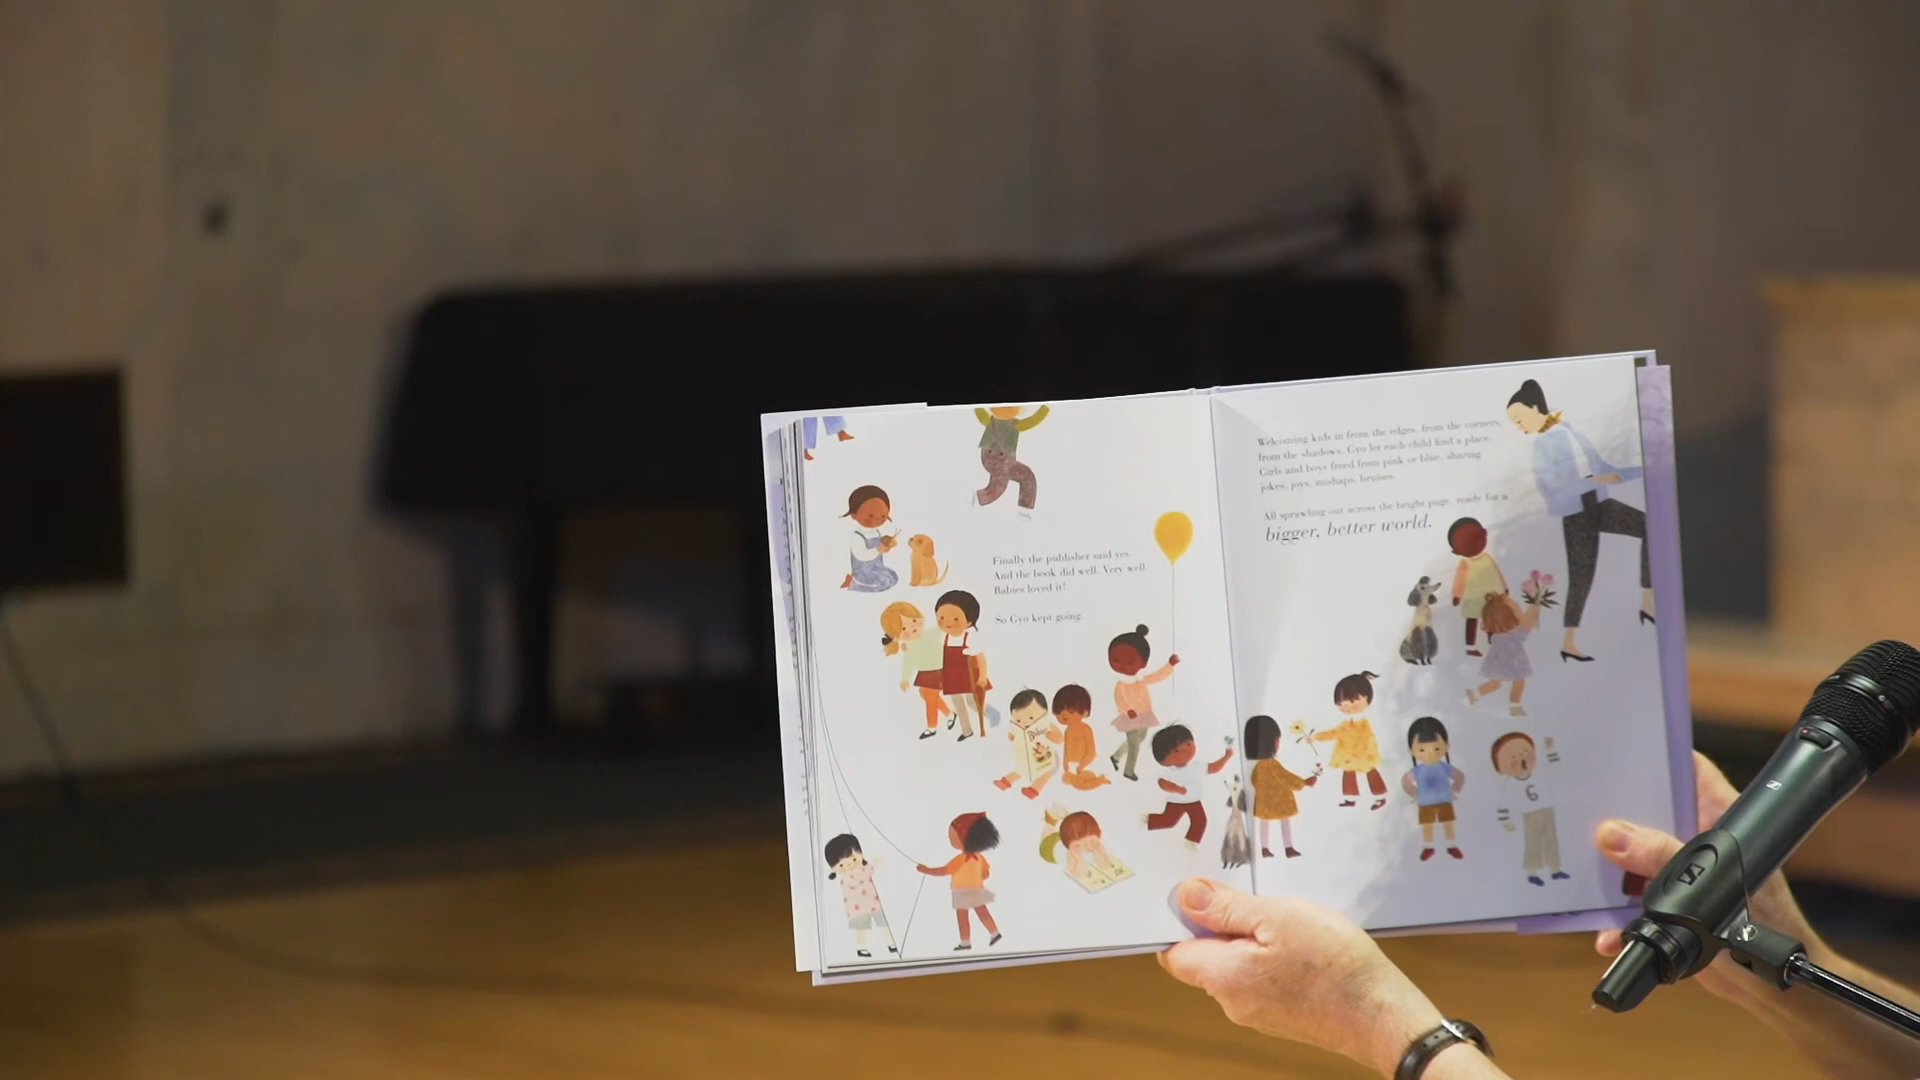 Finally the publisher said yes.
And the book did well. Very well.
Babies loved it!
So Gyo kept going.
Welcoming kids in from the edges, from the corners,
from the shadows, Gyo let each child find a place.
Girls and boys freed from pink or blue, sharing
jokes, joys, mishaps, bruises.
All sprawling out across the bright page, ready for a
bigger, better world.
Babies
6